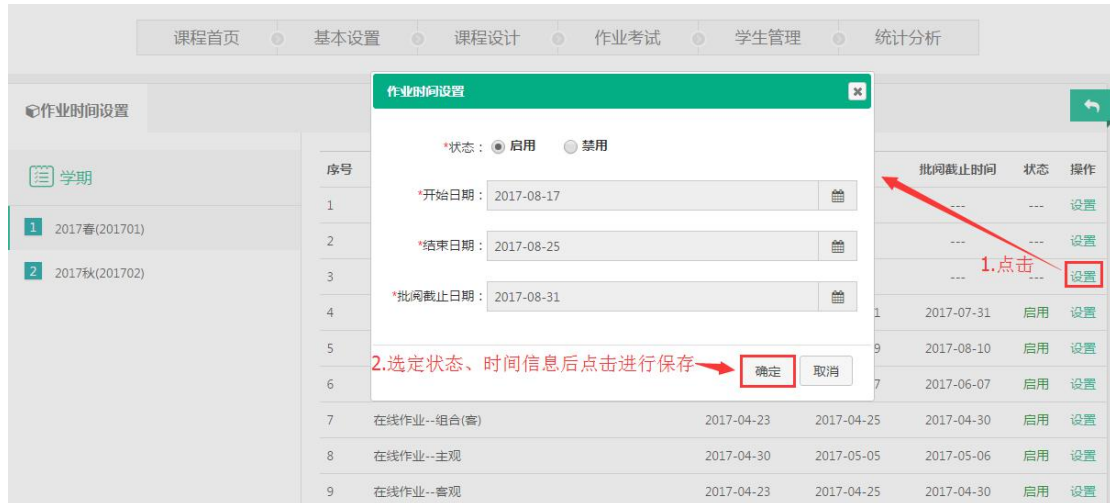 课程首页 基本设置 课程设计 作业考试 学生管理 统计分析
作业时间设置
作业时间设置
*状态： 启用 禁用
学期
序号 批阅截止时间 状态 操作
*开始日期： 2017-08-17
1 --- --- 设置
1 2017春(201701)
*结束日期： 2017-08-25
2 --- --- 设置
2 2017秋(201702)
1.点击
3 --- --- 设置
*批阅截止日期： 2017-08-31
4 1 2017-07-31 启用 设置
5 9 2017-08-10 启用 设置
2.选定状态、时间信息后点击进行保存 确定 取消
6 7 2017-06-07 启用 设置
7 在线作业--组合(客) 2017-04-23 2017-04-25 2017-04-30 启用 设置
8 在线作业--主观 2017-04-30 2017-05-05 2017-05-06 启用 设置
9 在线作业--客观 2017-04-23 2017-04-25 2017-04-30 启用 设置